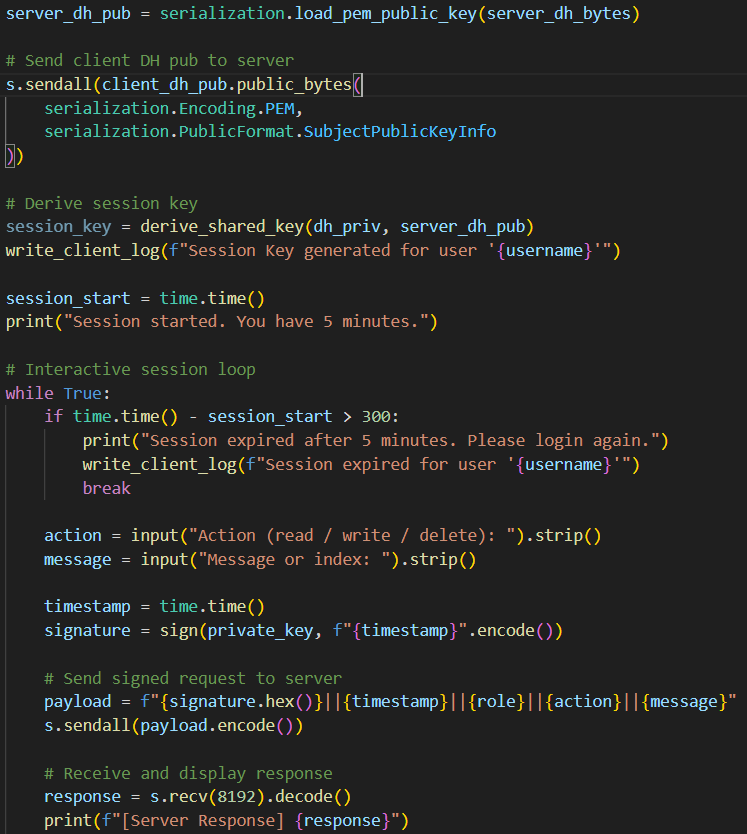 server_dh_pub = serialization.load_pem_public_key(server_dh_bytes)
# Send client DH pub to server
s.sendall(client_dh_pub.public_bytes(
    serialization.Encoding.PEM,
    serialization.PublicFormat.SubjectPublicKeyInfo
))
# Derive session key
session_key = derive_shared_key(dh_priv, server_dh_pub)
write_client_log(f"Session Key generated for user '{username}'")
session_start = time.time()
print("Session started. You have 5 minutes.")
# Interactive session loop
while True:
    if time.time() - session_start > 300:
        print("Session expired after 5 minutes. Please login again.")
        write_client_log(f"Session expired for user '{username}'")
        break
    action = input("Action (read / write / delete): ").strip()
    message = input("Message or index: ").strip()
    timestamp = time.time()
    signature = sign(private_key, f"{timestamp}".encode())
    # Send signed request to server
    payload = f"{signature.hex()}||{timestamp}||{role}||{action}||{message}"
    s.sendall(payload.encode())
    # Receive and display response
    response = s.recv(8192).decode()
    print(f"[Server Response] {response}")